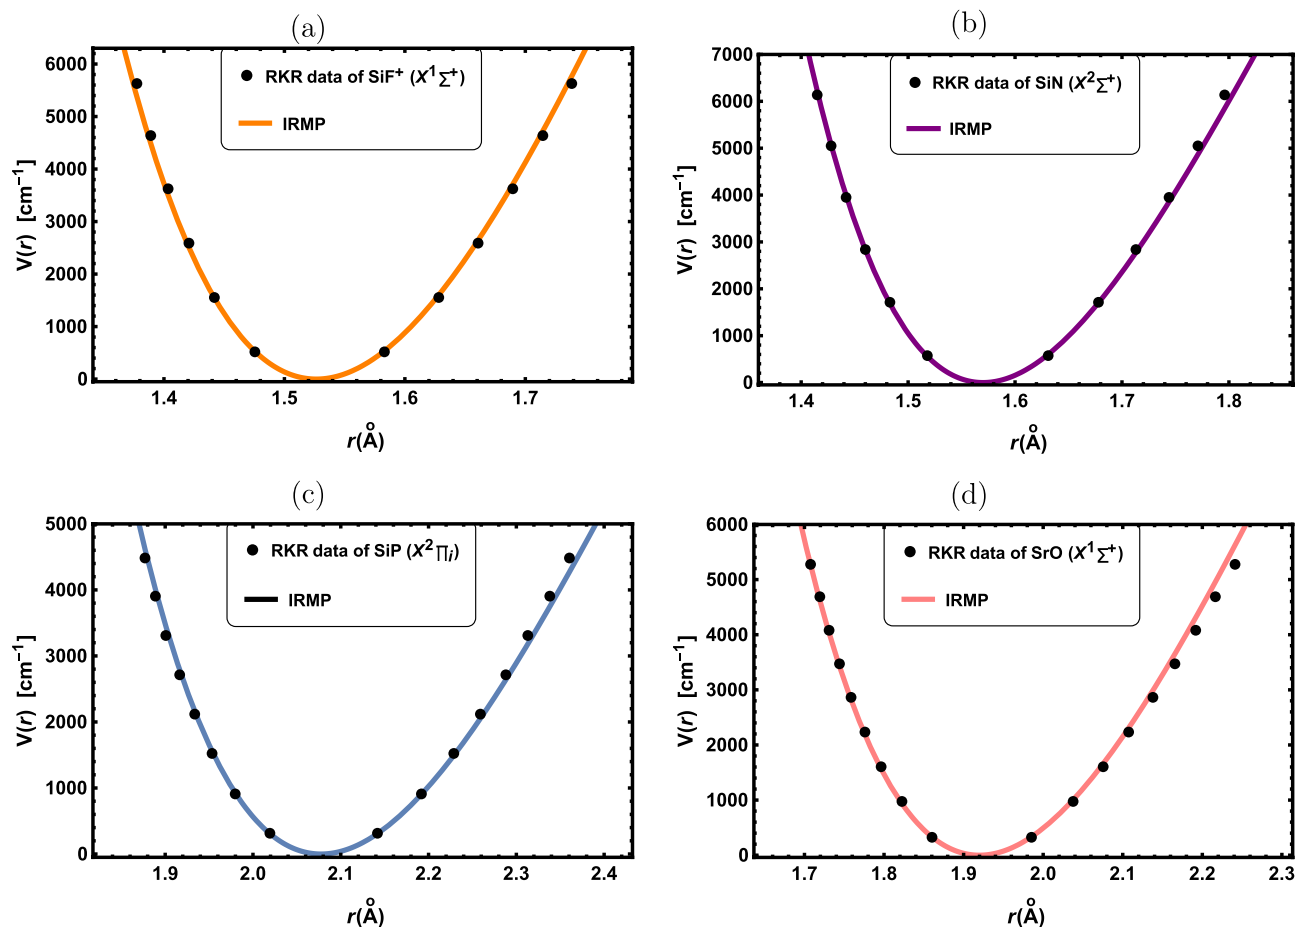 (a)
RKR data of SiF⁺ (X¹Σ⁺)
IRMP
V(r) [cm⁻¹]
6000
5000
4000
3000
2000
1000
0
1.4 1.5 1.6 1.7
r(Å)
(b)
RKR data of SiN (X²Σ⁺)
IRMP
V(r) [cm⁻¹]
7000
6000
5000
4000
3000
2000
1000
0
1.4 1.5 1.6 1.7 1.8
r(Å)
(c)
RKR data of SiP (X²Πᵢ)
IRMP
V(r) [cm⁻¹]
5000
4000
3000
2000
1000
0
1.9 2.0 2.1 2.2 2.3 2.4
r(Å)
(d)
RKR data of SrO (X¹Σ⁺)
IRMP
V(r) [cm⁻¹]
6000
5000
4000
3000
2000
1000
0
1.7 1.8 1.9 2.0 2.1 2.2 2.3
r(Å)